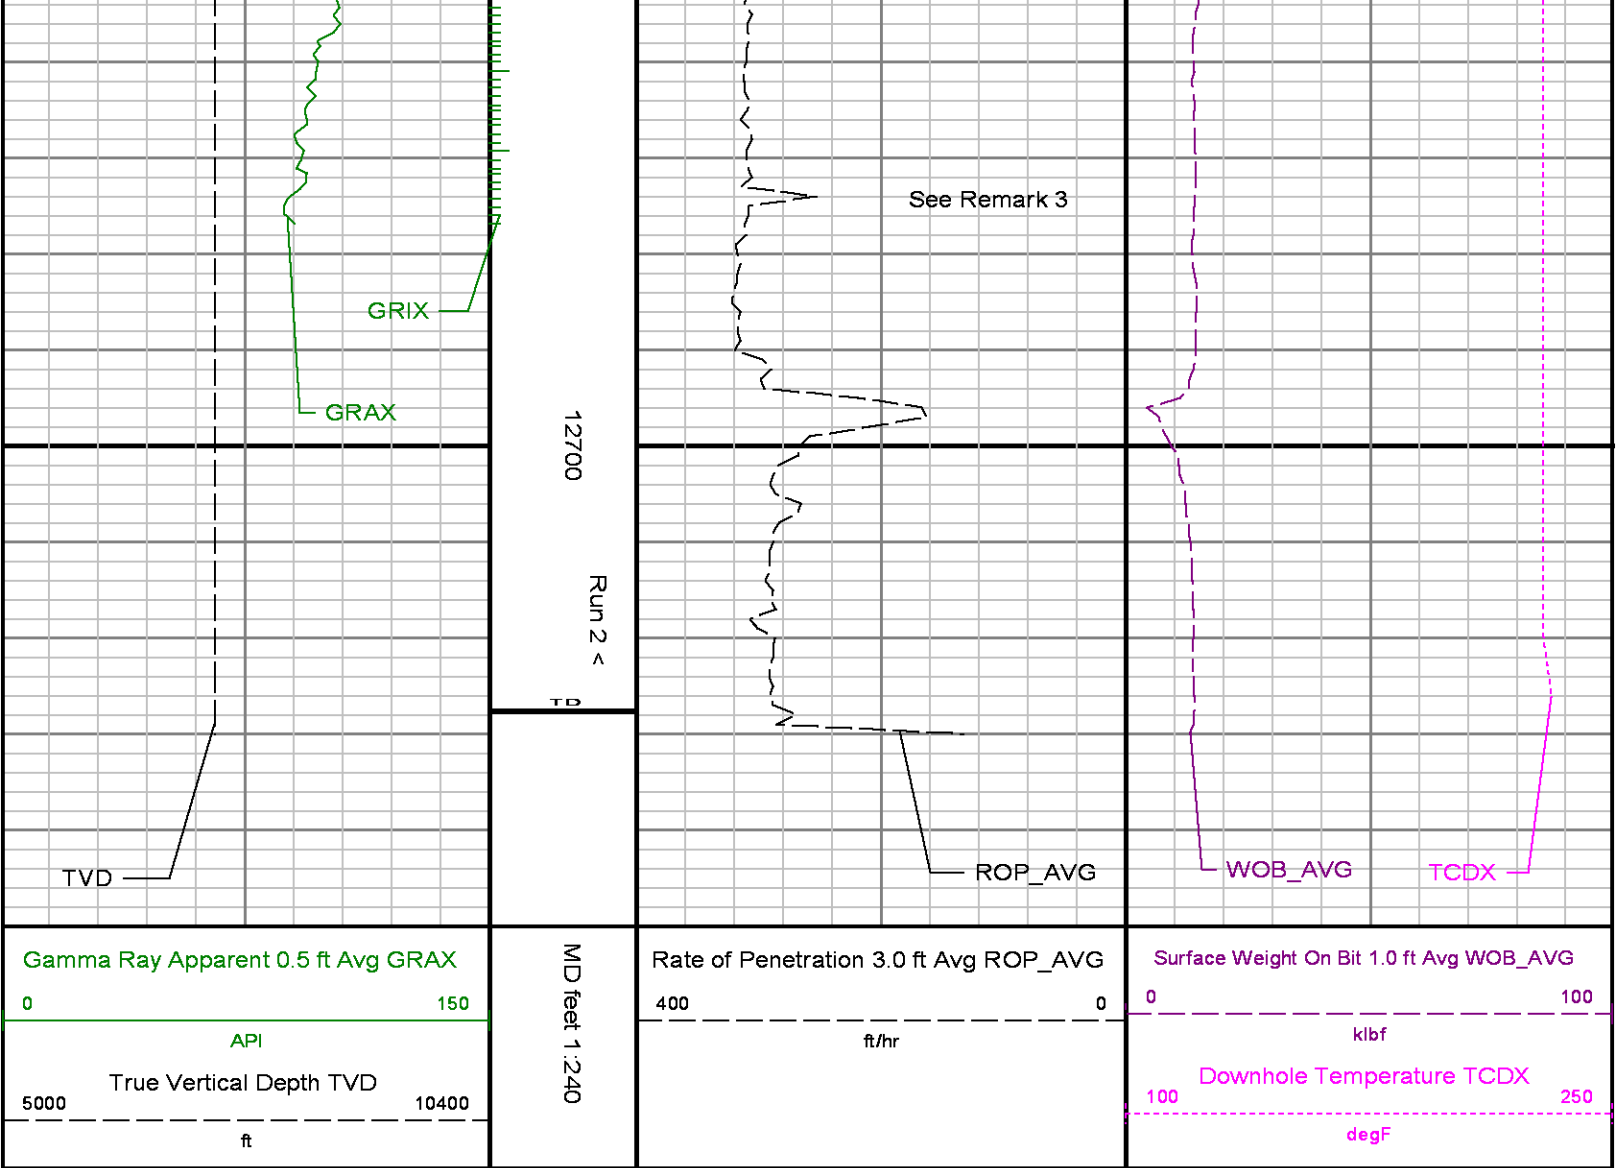 See Remark 3
GRIX
GRAX
12700
Run 2 <
TD
TVD
ROP_AVG
WOB_AVG
TCDX
Gamma Ray Apparent 0.5 ft Avg GRAX
0 150
API
True Vertical Depth TVD
5000 10400
ft
MD feet 1:240
Rate of Penetration 3.0 ft Avg ROP_AVG
400 0
ft/hr
Surface Weight On Bit 1.0 ft Avg WOB_AVG
0 100
klbf
Downhole Temperature TCDX
100 250
degF